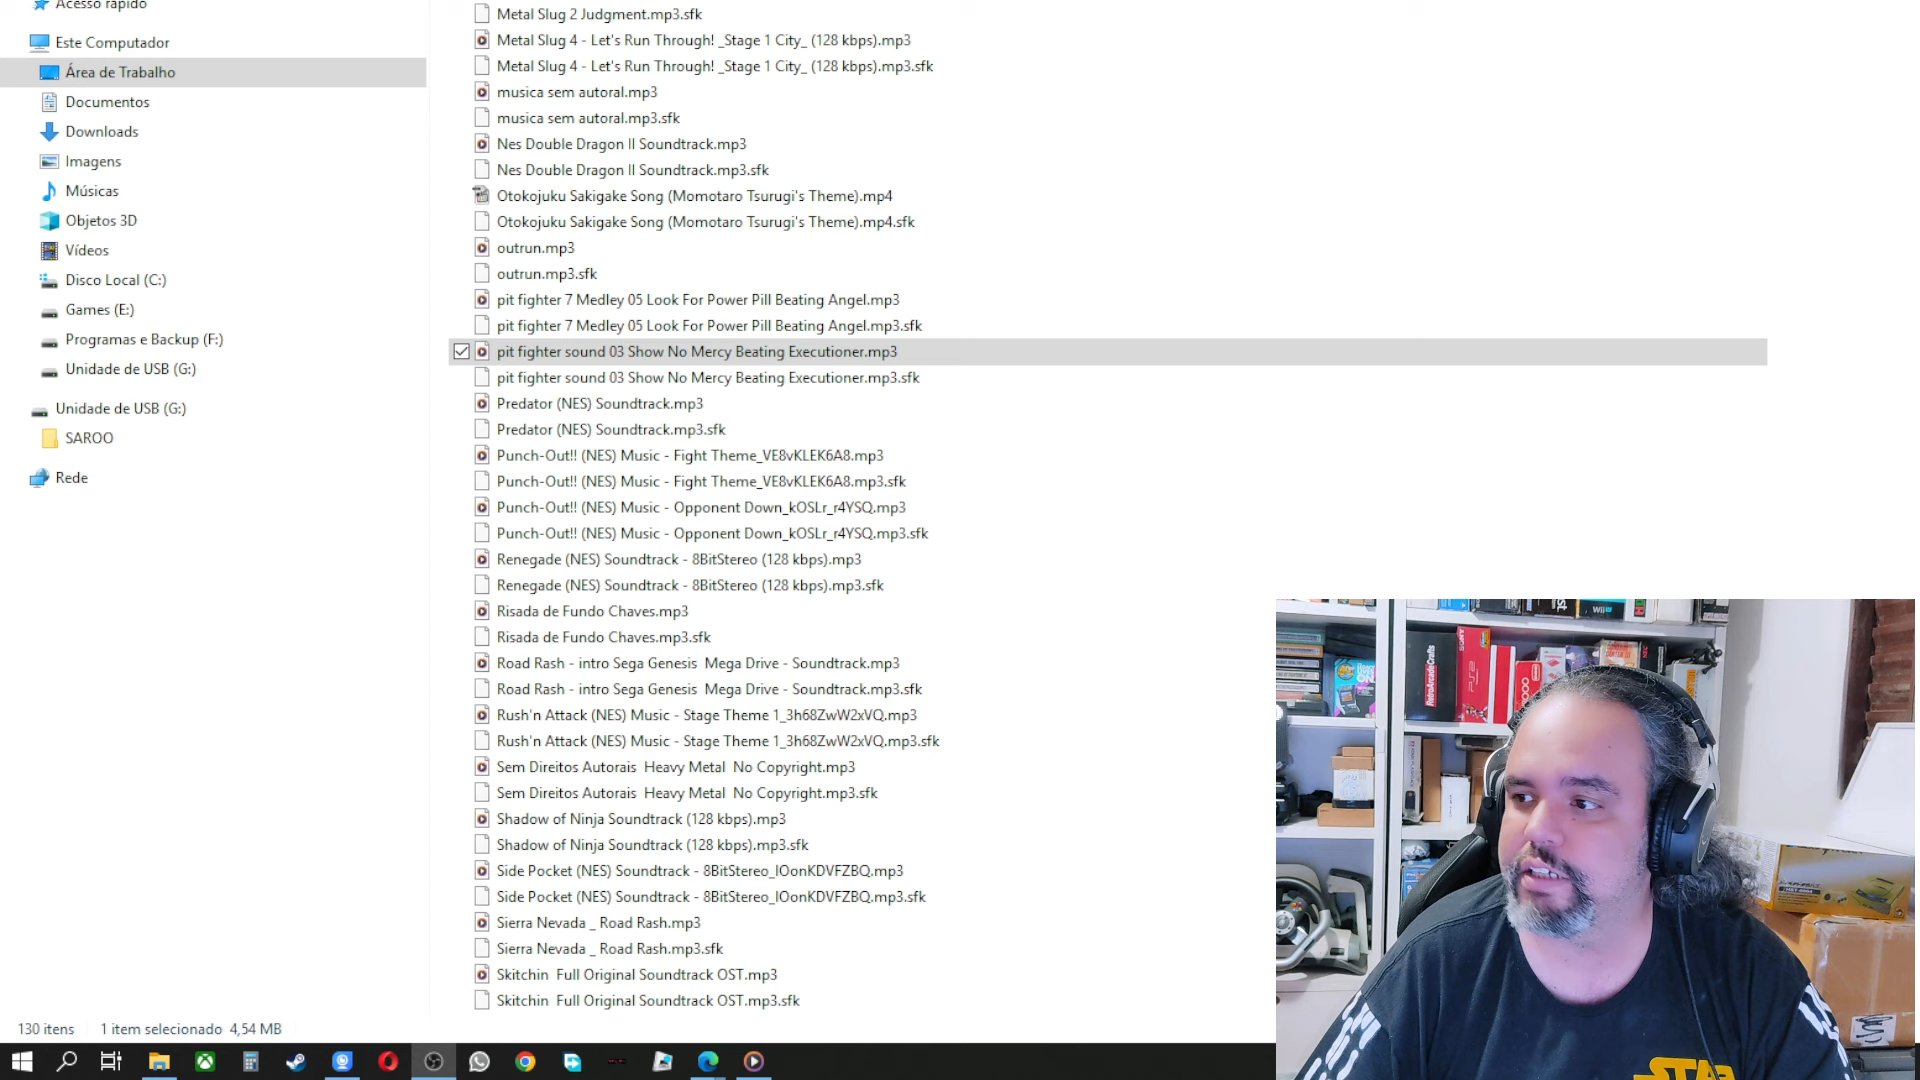 Acesso rápido
Este Computador
Área de Trabalho
Documentos
Downloads
Imagens
Músicas
Objetos 3D
Vídeos
Disco Local (C:)
Games (E:)
Programas e Backup (F:)
Unidade de USB (G:)
Unidade de USB (G:)
SAROO
Rede
Metal Slug 2 Judgment.mp3.sfk
Metal Slug 4 - Let's Run Through! _Stage 1 City_ (128 kbps).mp3
Metal Slug 4 - Let's Run Through! _Stage 1 City_ (128 kbps).mp3.sfk
musica sem autoral.mp3
musica sem autoral.mp3.sfk
Nes Double Dragon II Soundtrack.mp3
Nes Double Dragon II Soundtrack.mp3.sfk
Otokojuku Sakigake Song (Momotaro Tsurugi's Theme).mp4
Otokojuku Sakigake Song (Momotaro Tsurugi's Theme).mp4.sfk
outrun.mp3
outrun.mp3.sfk
pit fighter 7 Medley 05 Look For Power Pill Beating Angel.mp3
pit fighter 7 Medley 05 Look For Power Pill Beating Angel.mp3.sfk
pit fighter sound 03 Show No Mercy Beating Executioner.mp3
pit fighter sound 03 Show No Mercy Beating Executioner.mp3.sfk
Predator (NES) Soundtrack.mp3
Predator (NES) Soundtrack.mp3.sfk
Punch-Out!! (NES) Music - Fight Theme_VE8vKLEK6A8.mp3
Punch-Out!! (NES) Music - Fight Theme_VE8vKLEK6A8.mp3.sfk
Punch-Out!! (NES) Music - Opponent Down_kOSLr_r4YSQ.mp3
Punch-Out!! (NES) Music - Opponent Down_kOSLr_r4YSQ.mp3.sfk
Renegade (NES) Soundtrack - 8BitStereo (128 kbps).mp3
Renegade (NES) Soundtrack - 8BitStereo (128 kbps).mp3.sfk
Risada de Fundo Chaves.mp3
Risada de Fundo Chaves.mp3.sfk
Road Rash - intro Sega Genesis  Mega Drive - Soundtrack.mp3
Road Rash - intro Sega Genesis  Mega Drive - Soundtrack.mp3.sfk
Rush'n Attack (NES) Music - Stage Theme 1_3h68ZwW2xVQ.mp3
Rush'n Attack (NES) Music - Stage Theme 1_3h68ZwW2xVQ.mp3.sfk
Sem Direitos Autorais  Heavy Metal  No Copyright.mp3
Sem Direitos Autorais  Heavy Metal  No Copyright.mp3.sfk
Shadow of Ninja Soundtrack (128 kbps).mp3
Shadow of Ninja Soundtrack (128 kbps).mp3.sfk
Side Pocket (NES) Soundtrack - 8BitStereo_lOonKDVFZBQ.mp3
Side Pocket (NES) Soundtrack - 8BitStereo_lOonKDVFZBQ.mp3.sfk
Sierra Nevada _ Road Rash.mp3
Sierra Nevada _ Road Rash.mp3.sfk
Skitchin  Full Original Soundtrack OST.mp3
Skitchin  Full Original Soundtrack OST.mp3.sfk
130 itens
1 item selecionado  4,54 MB
Wii
SONY
PS2
RetroArcadeCrafts
NEC
STAR